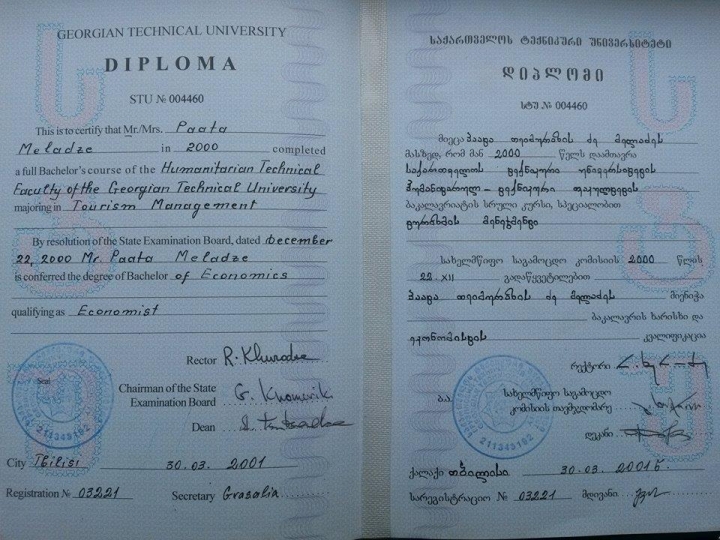 GEORGIAN TECHNICAL UNIVERSITY
DIPLOMA
STU № 004460
This is to certify that Mr./Mrs. Paata
Meladze in 2000 completed
a full Bachelor's course of the Humanitarian Technical
Faculty of the Georgian Technical University
majoring in Tourism Management
By resolution of the State Examination Board, dated December
22, 2000 Mr. Paata Meladze
is conferred the degree of Bachelor of Economics
qualifying as Economist
Rector
Seal
Chairman of the State
Examination Board
Dean
211345182
City Tbilisi 30.03. 2001
Registration № 03221 Secretary Grasalia
საქართველოს ტექნიკური უნივერსიტეტი
დიპლომი
სტუ № 004460
მიეცა პაატა თეიმურაზის ძე მელაძეს
მასზედ, რომ მან 2000 წელს დაამთავრა
საქართველოს ტექნიკური უნივერსიტეტის
ჰუმანიტარულ - ტექნიკური ფაკულტეტის
ბაკალავრიატის სრული კურსი, სპეციალობით
ტურიზმის მენეჯმენტი
სახელმწიფო საგამოცდო კომისიის 2000 წლის
22. XII გადაწყვეტილებით
პაატა თეიმურაზის ძე მელაძეს მიენიჭა
ბაკალავრის ხარისხი და
ეკონომისტის კვალიფიკაცია
რექტორი
ბ.ა. სახელმწიფო საგამოცდო
კომისიის თავმჯდომარე
დეკანი
211345182
ქალაქი თბილისი 30.03. 2001 წ.
სარეგისტრაციო № 03221 მდივანი